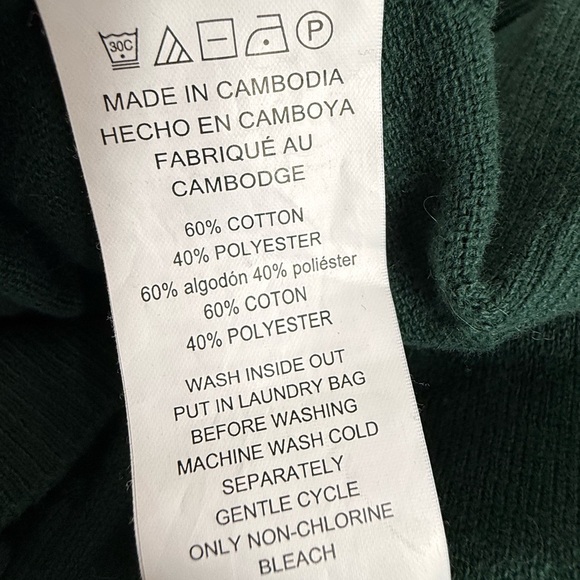 30C P
MADE IN CAMBODIA
HECHO EN CAMBOYA
FABRIQUÉ AU
CAMBODGE
60% COTTON
40% POLYESTER
60% algodón 40% poliéster
60% COTON
40% POLYESTER
WASH INSIDE OUT
PUT IN LAUNDRY BAG
BEFORE WASHING
MACHINE WASH COLD
SEPARATELY
GENTLE CYCLE
ONLY NON-CHLORINE
BLEACH